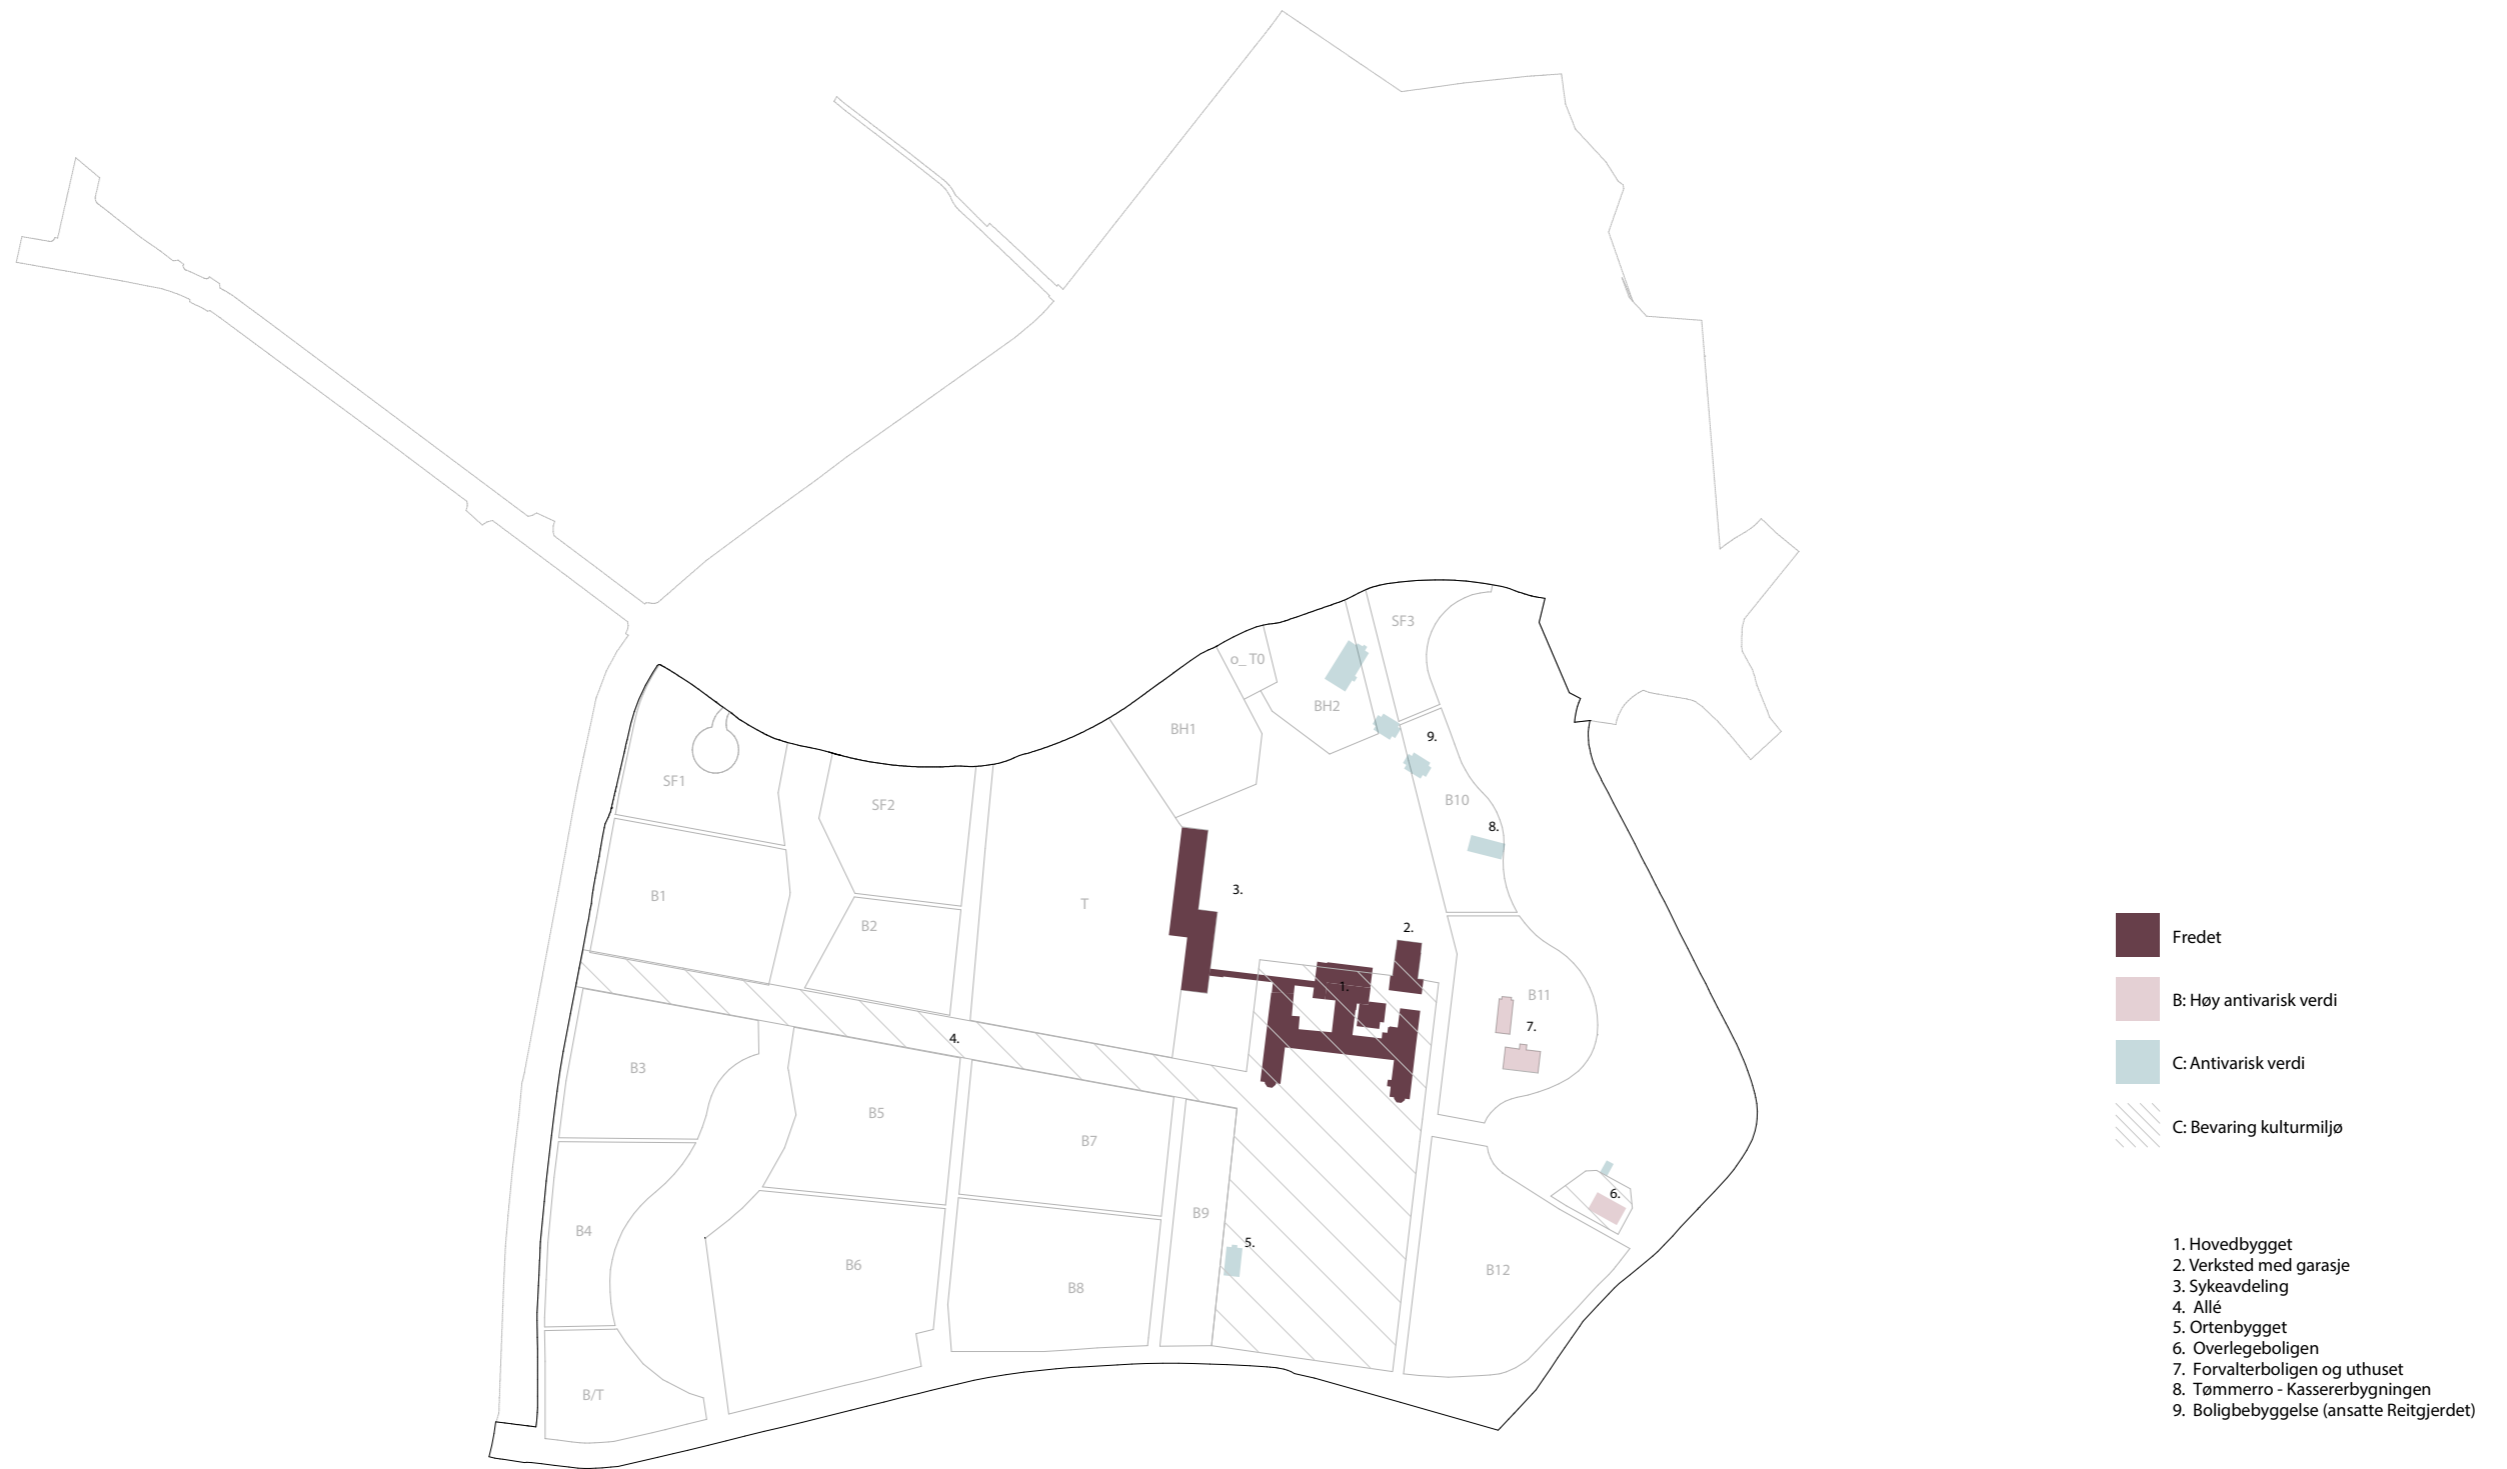 SF3
o_ T0
BH2
BH1
9.
SF1
B10
SF2
8.
3.
B1
T
B2
2.
Fredet
1.
B11
B: Høy antivarisk verdi
7.
4.
B3
C: Antivarisk verdi
B5
C: Bevaring kulturmiljø
B7
6.
B9
B4
5.
B6
B12
B8
B/T
1. Hovedbygget
2. Verksted med garasje
3. Sykeavdeling
4. Allé
5. Ortenbygget
6. Overlegeboligen
7. Forvalterboligen og uthuset
8. Tømmerro - Kassererbygningen
9. Boligbebyggelse (ansatte Reitgjerdet)